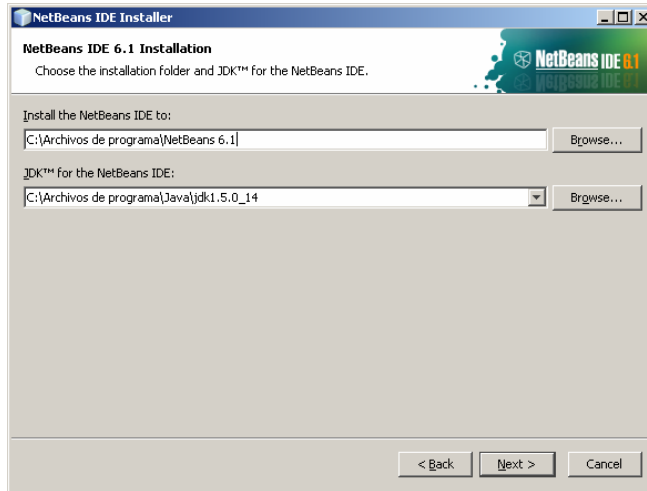 NetBeans IDE Installer
NetBeans IDE 6.1 Installation
Choose the installation folder and JDK™ for the NetBeans IDE.
NetBeans IDE 6.1
Install the NetBeans IDE to:
C:\Archivos de programa\NetBeans 6.1
Browse...
JDK™ for the NetBeans IDE:
C:\Archivos de programa\Java\jdk1.5.0_14
Browse...
< Back Next > Cancel